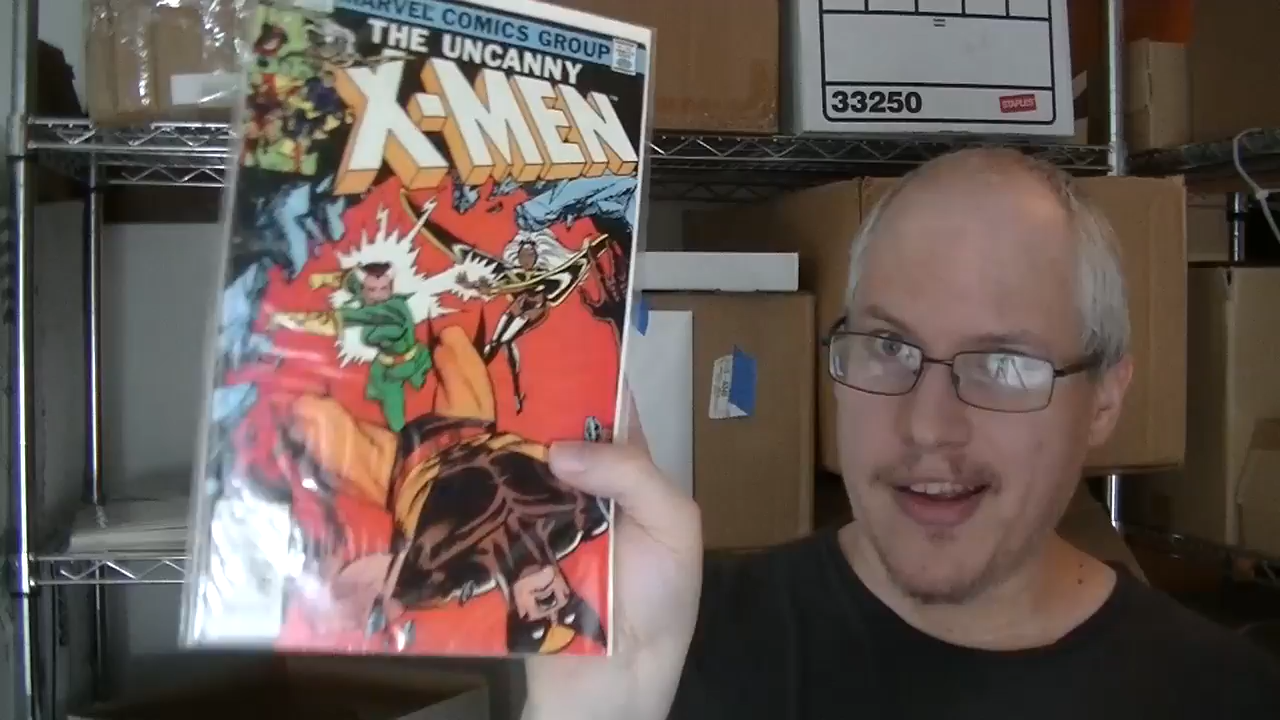 MARVEL COMICS GROUP
THE UNCANNY
X-MEN
33250
STAPLES